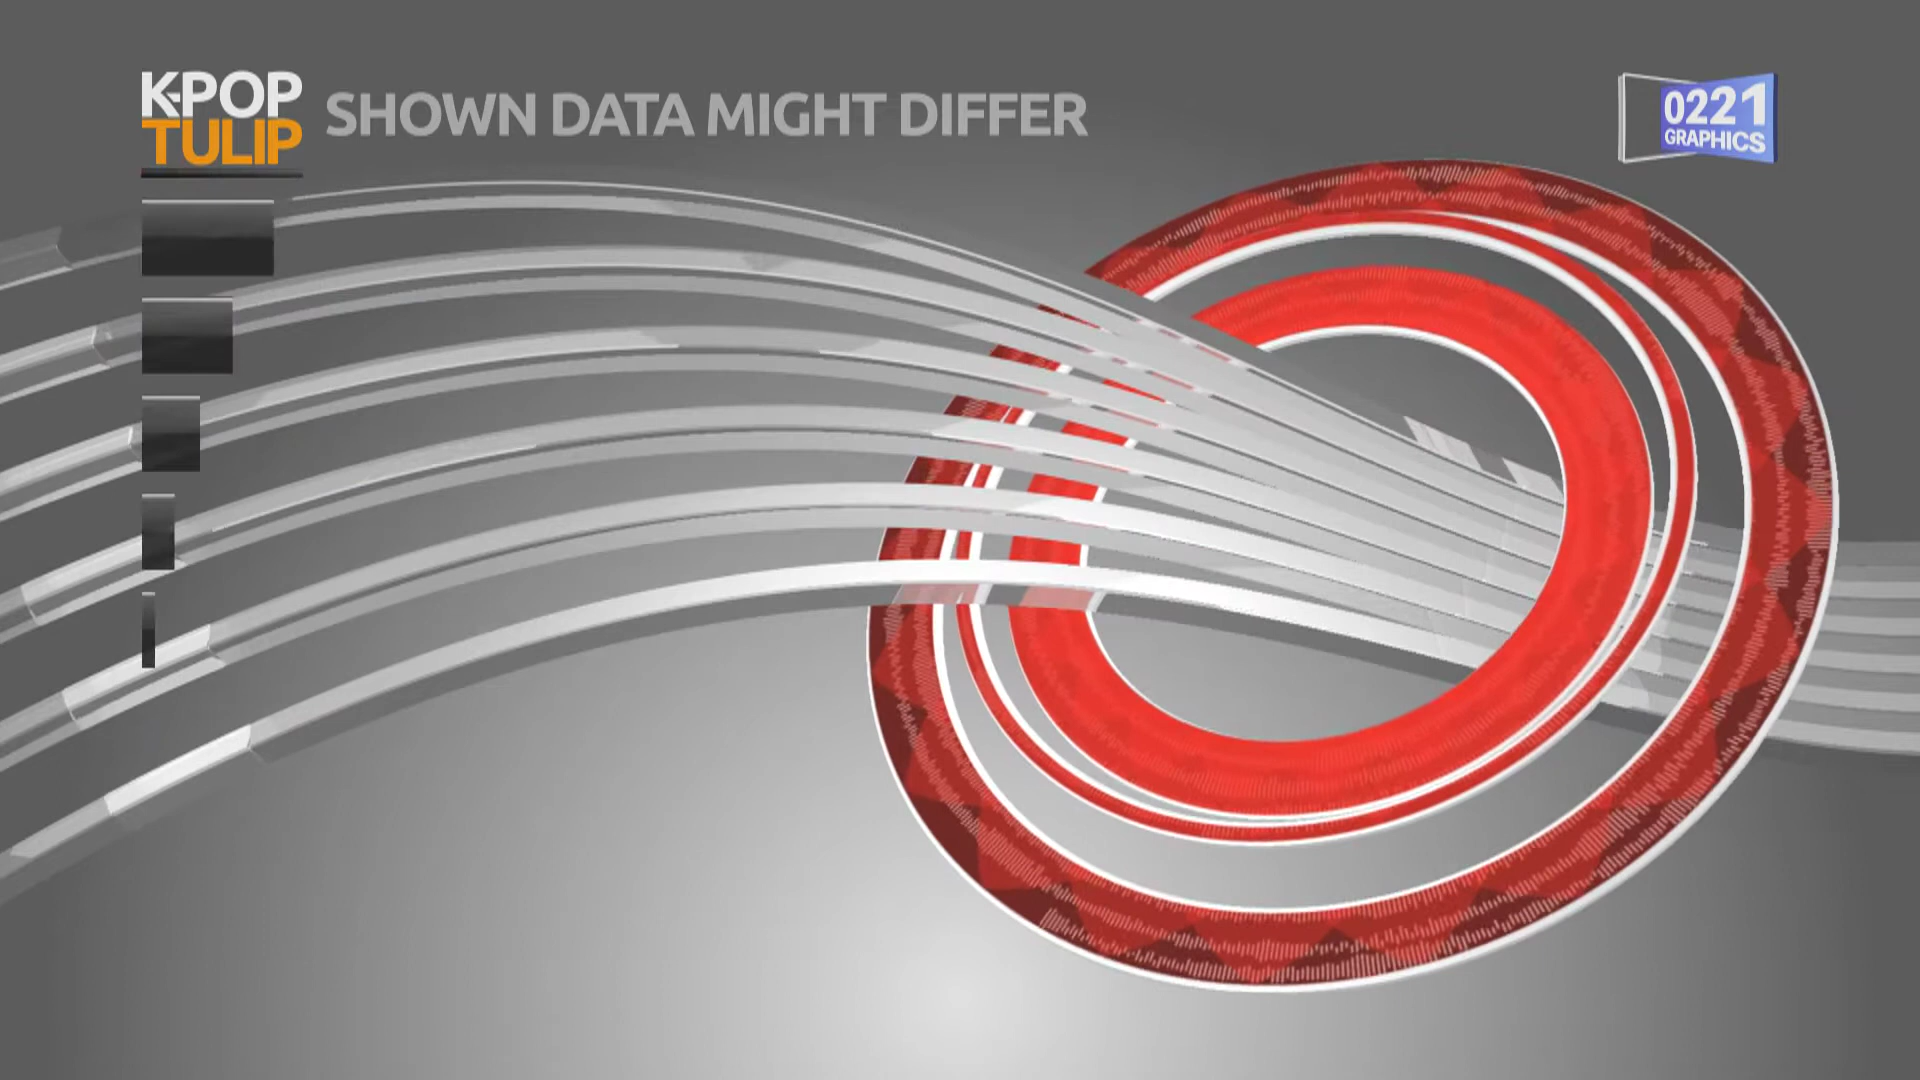 K-POP
TULIP
SHOWN DATA MIGHT DIFFER
0221
GRAPHICS